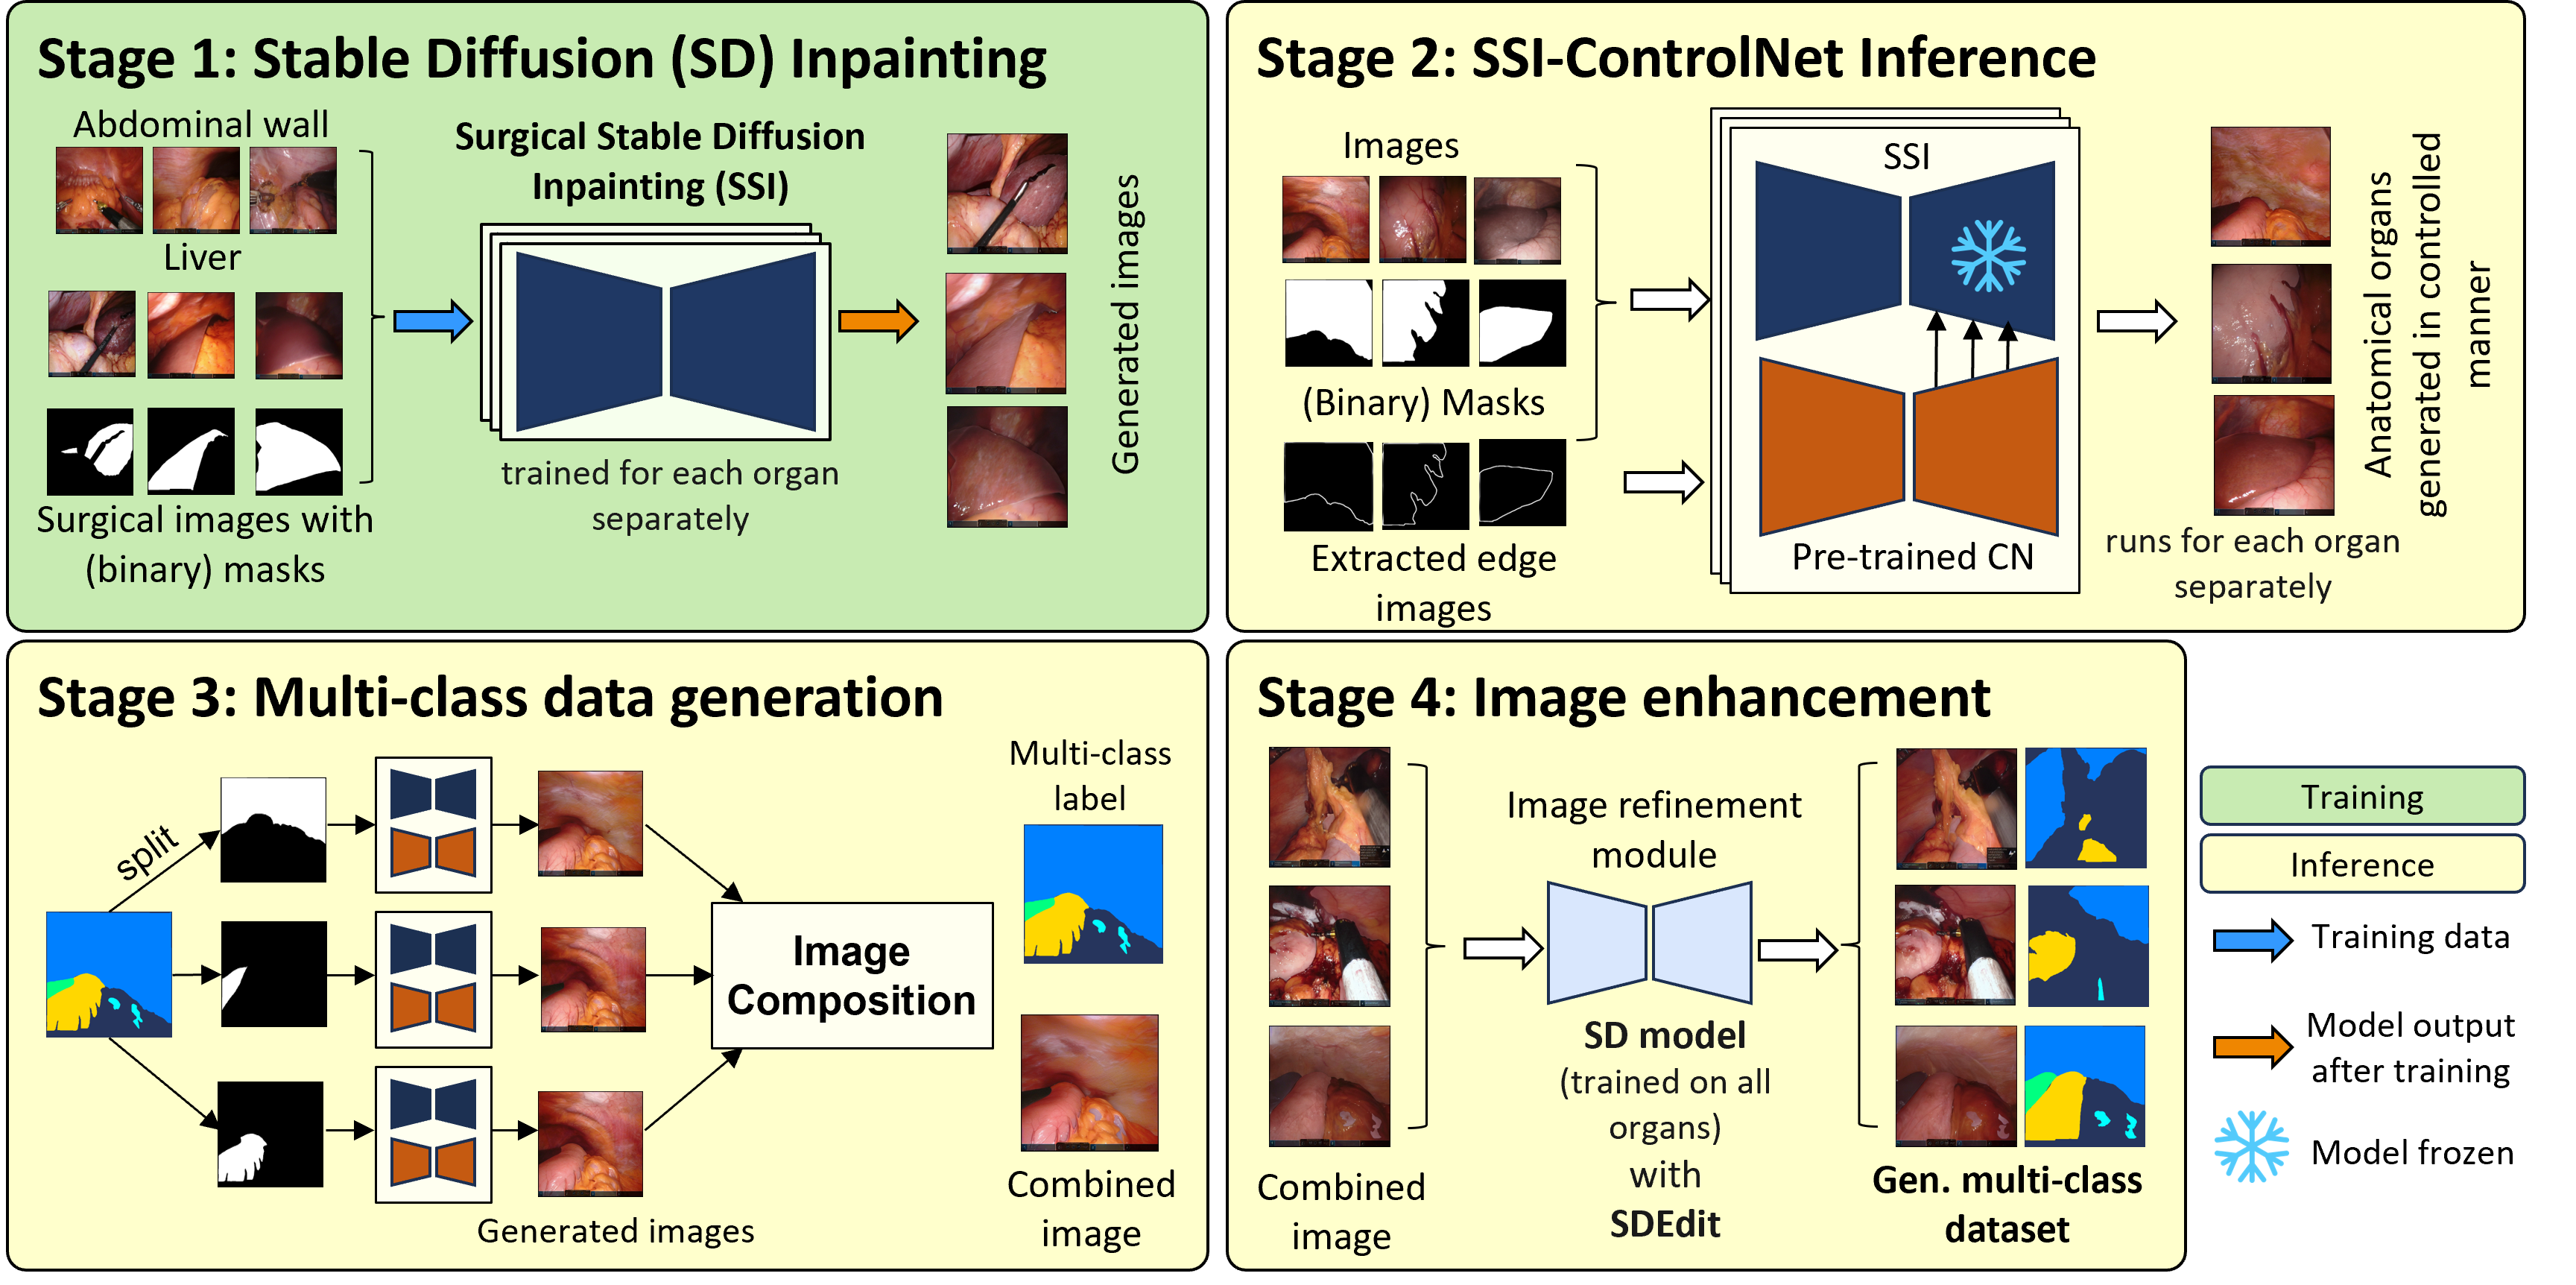 Stage 1: Stable Diffusion (SD) Inpainting
Abdominal wall
Liver
Surgical images with
(binary) masks
Surgical Stable Diffusion
Inpainting (SSI)
trained for each organ
separately
Generated images
Stage 2: SSI-ControlNet Inference
Images
(Binary) Masks
Extracted edge
images
SSI
Pre-trained CN
runs for each organ
separately
Anatomical organs
generated in controlled
manner
Stage 3: Multi-class data generation
split
Generated images
Image
Composition
Multi-class
label
Combined
image
Stage 4: Image enhancement
Combined
image
Image refinement
module
SD model
(trained on all
organs)
with
SDEdit
Gen. multi-class
dataset
Training
Inference
Training data
Model output
after training
Model frozen